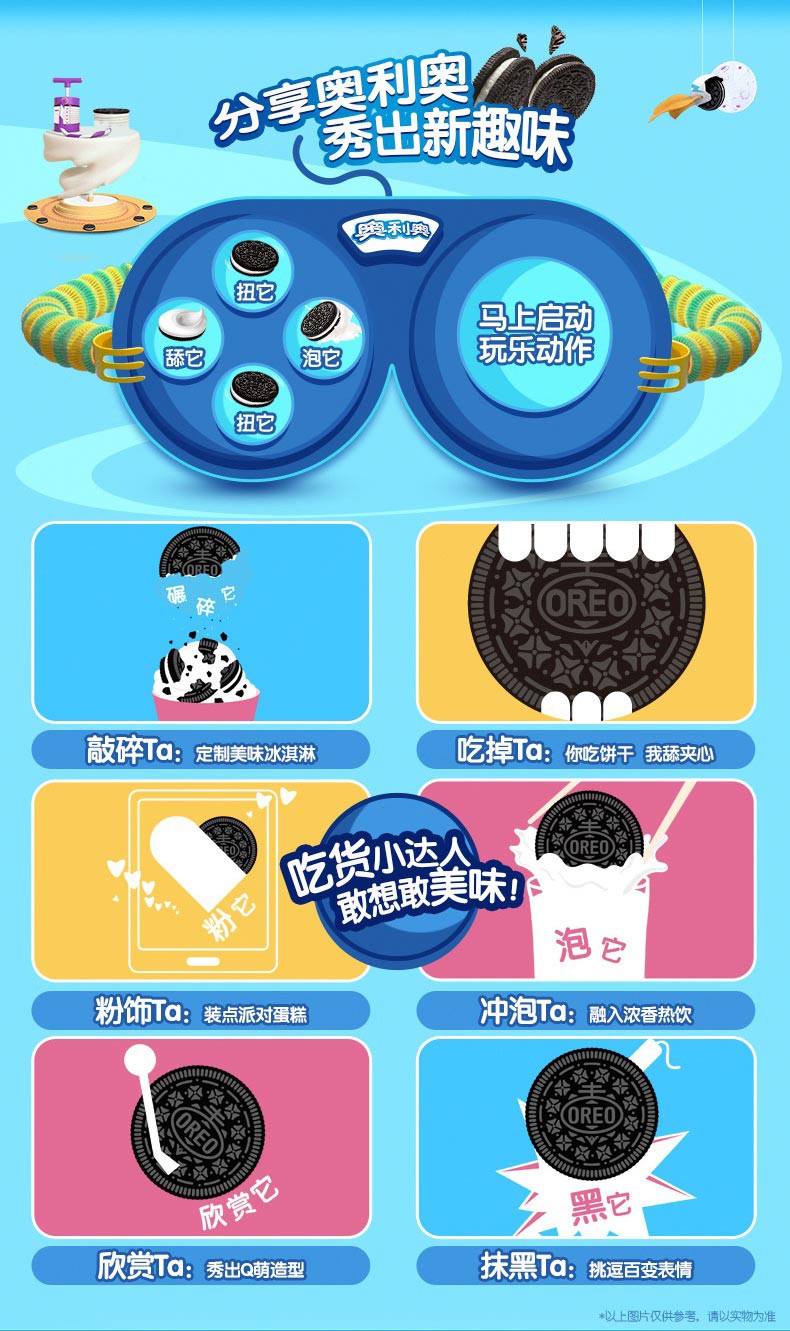 分享奥利奥
秀出新趣味
奥利奥
扭它
舔它
泡它
扭它
马上启动
玩乐动作
OREO
碾碎它
OREO
敲碎Ta：定制美味冰淇淋
吃掉Ta：你吃饼干 我舔夹心
OREO
粉它
吃货小达人
敢想敢美味!
OREO
泡它
粉饰Ta：装点派对蛋糕
冲泡Ta：融入浓香热饮
OREO
欣赏它
OREO
黑它
欣赏Ta：秀出Q萌造型
抹黑Ta：挑逗百变表情
*以上图片仅供参考，请以实物为准